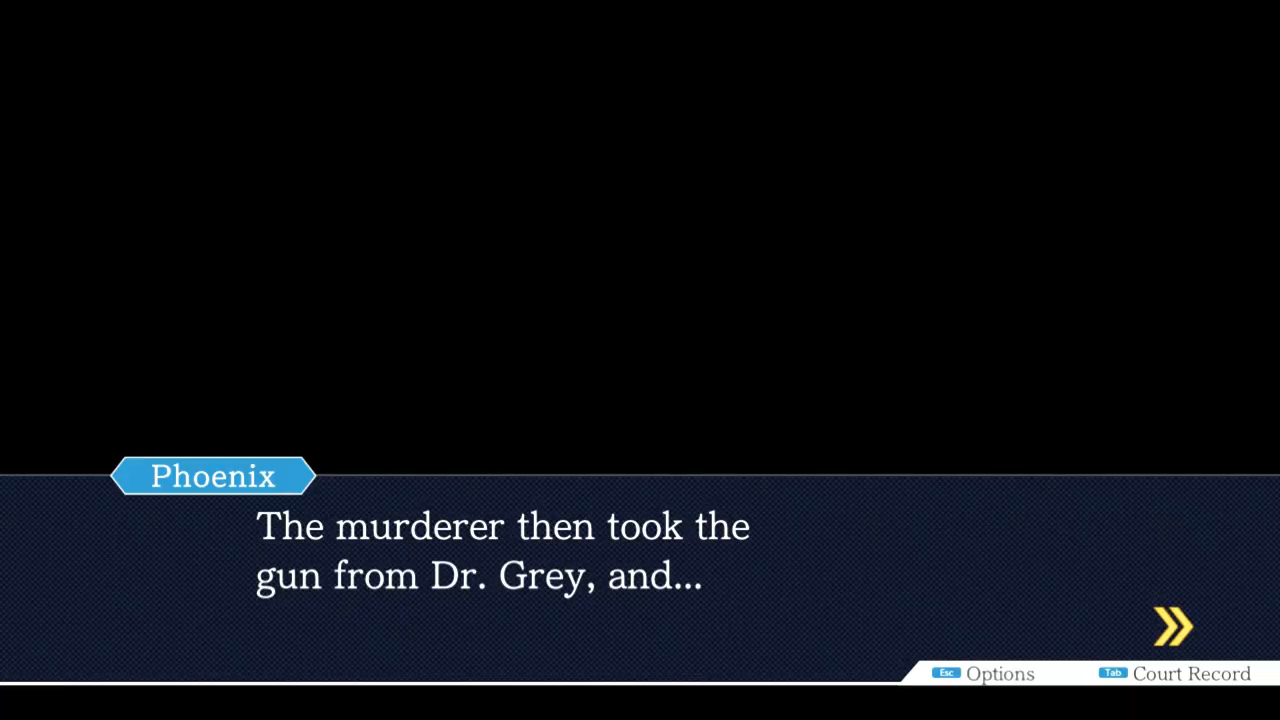 Phoenix
The murderer then took the
gun from Dr. Grey, and...
Esc Options Tab Court Record